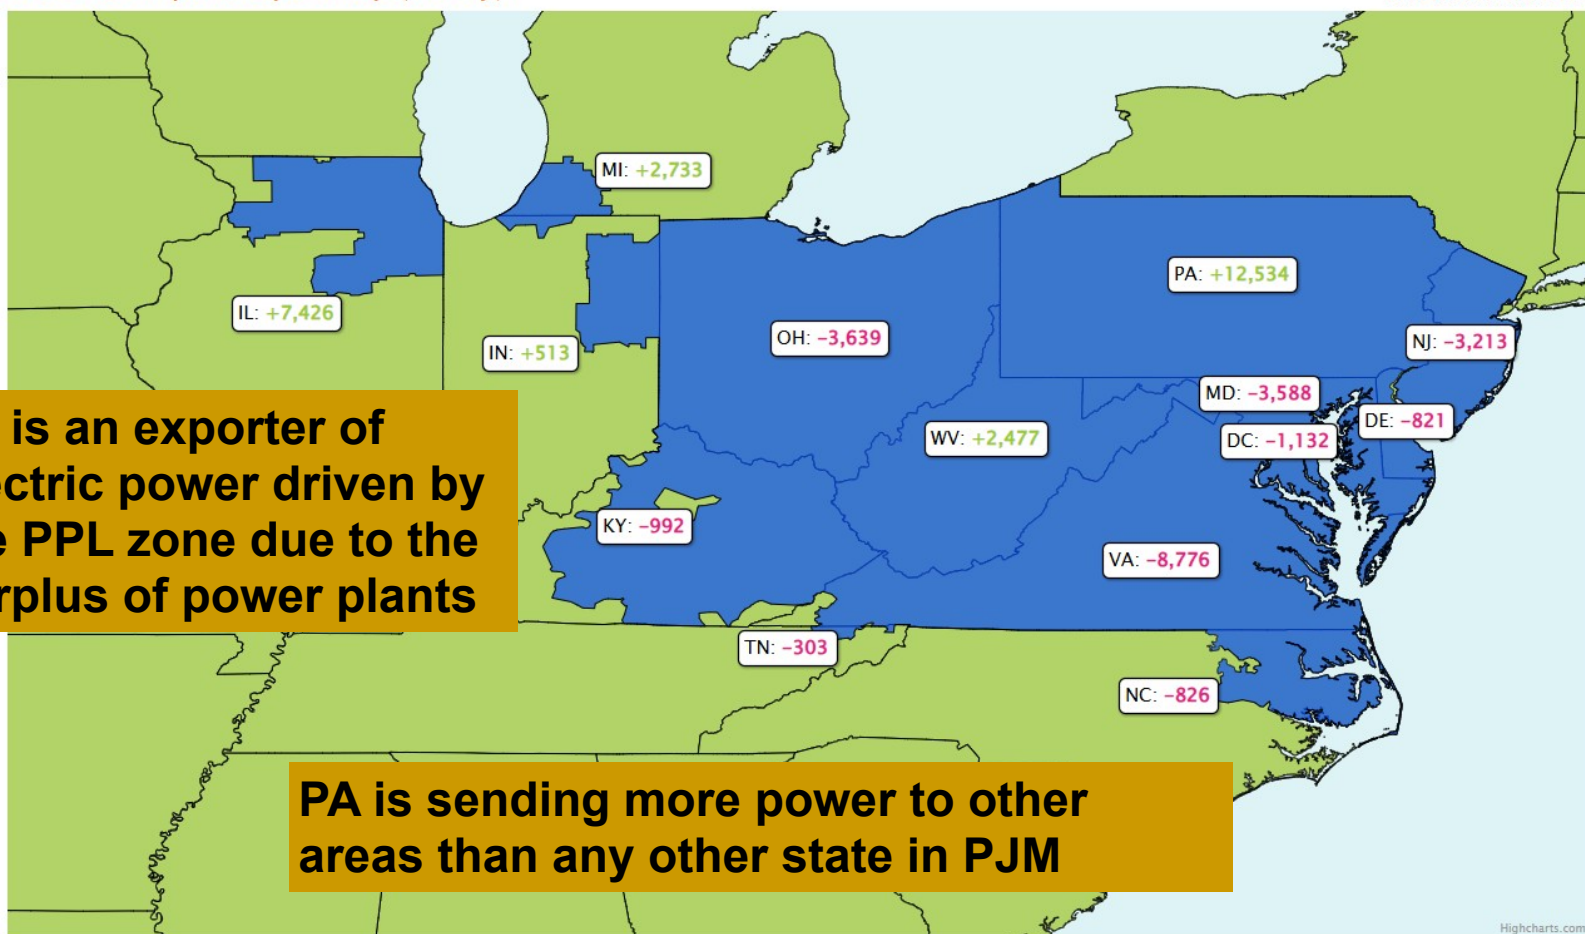 MI: +2,733
PA: +12,534
IL: +7,426
OH: −3,639
NJ: −3,213
IN: +513
MD: −3,588
DE: −821
WV: +2,477
DC: −1,132
is an exporter of
ectric power driven by
e PPL zone due to the
rplus of power plants
KY: −992
VA: −8,776
TN: −303
NC: −826
PA is sending more power to other
areas than any other state in PJM
Highcharts.com